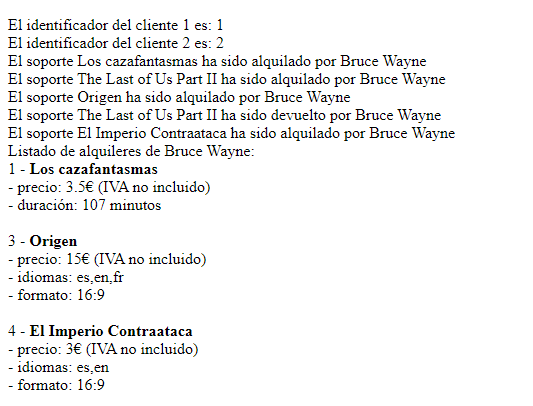 El identificador del cliente 1 es: 1
El identificador del cliente 2 es: 2
El soporte Los cazafantasmas ha sido alquilado por Bruce Wayne
El soporte The Last of Us Part II ha sido alquilado por Bruce Wayne
El soporte Origen ha sido alquilado por Bruce Wayne
El soporte The Last of Us Part II ha sido devuelto por Bruce Wayne
El soporte El Imperio Contraataca ha sido alquilado por Bruce Wayne
Listado de alquileres de Bruce Wayne:
1 - Los cazafantasmas
- precio: 3.5€ (IVA no incluido)
- duración: 107 minutos
3 - Origen
- precio: 15€ (IVA no incluido)
- idiomas: es,en,fr
- formato: 16:9
4 - El Imperio Contraataca
- precio: 3€ (IVA no incluido)
- idiomas: es,en
- formato: 16:9